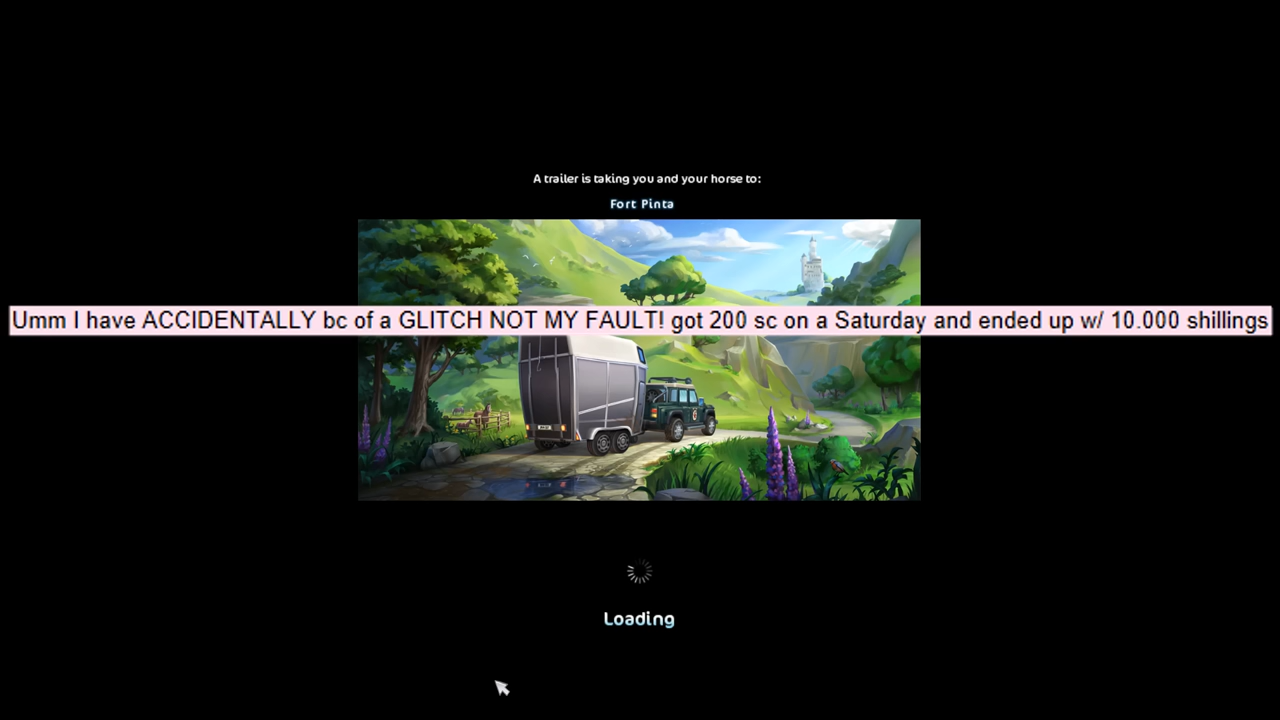 A trailer is taking you and your horse to:
Fort Pinta
Umm I have ACCIDENTALLY bc of a GLITCH NOT MY FAULT! got 200 sc on a Saturday and ended up w/ 10.000 shillings
Loading